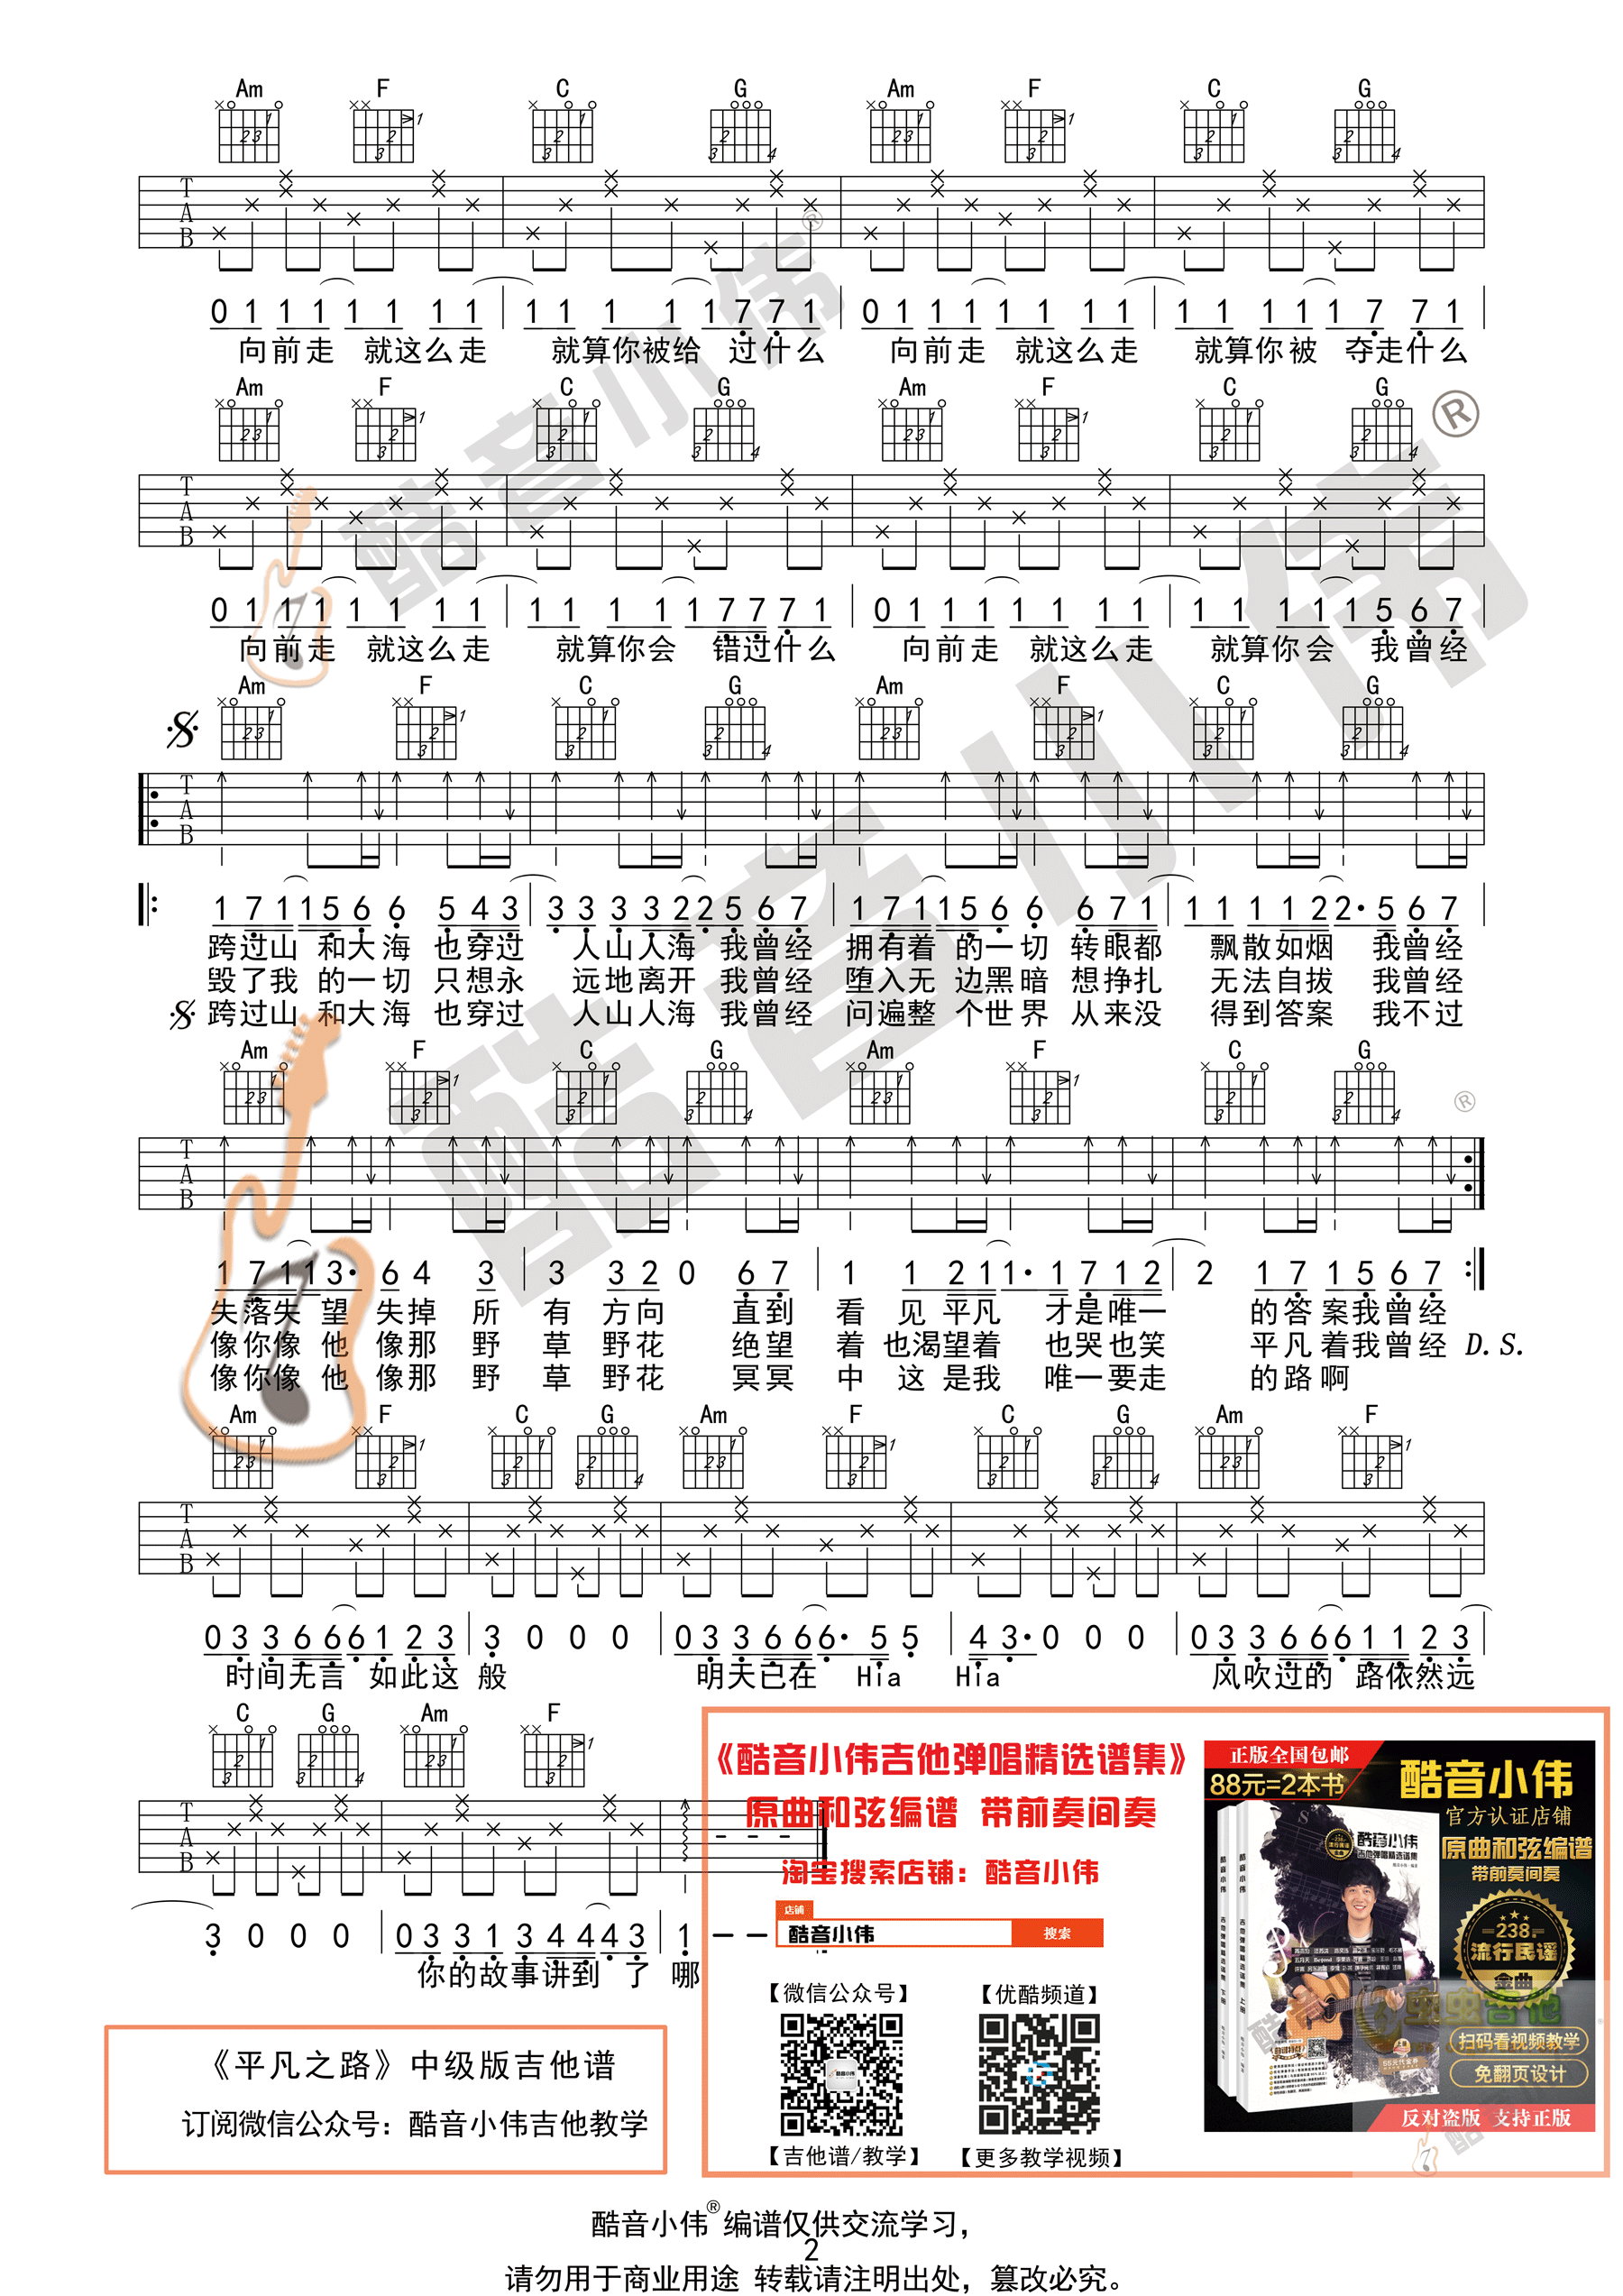 Am F C G Am F C G
T A B
0 1 1 1 1 1 1 1 1 1 1 1 1 7 7 1 0 1 1 1 1 1 1 1 1 1 1 1 1 7 7 1
向前走 就这么走 就算你被给 过什么 向前走 就这么走 就算你被 夺走什么
Am F C G Am F C G
T A B
0 1 1 1 1 1 1 1 1 1 1 1 1 7 7 7 1 0 1 1 1 1 1 1 1 1 1 1 1 1 5 6 7
向前走 就这么走 就算你会 错过什么 向前走 就这么走 就算你会 我曾经
Am F C G Am F C G
T A B
1 7 1 1 5 6 6 5 4 3 3 3 3 3 2 2 5 6 7 1 7 1 1 5 6 6 6 7 1 1 1 1 1 2 2· 5 6 7
跨过山 和大海 也穿过 人山人海 我曾经 拥有着 的一切 转眼都 飘散如烟 我曾经
毁了我 的一切 只想永 远地离开 我曾经 堕入无 边黑暗 想挣扎 无法自拔 我曾经
跨过山 和大海 也穿过 人山人海 我曾经 问遍整 个世界 从来没 得到答案 我不过
Am F C G Am F C G
T A B
1 7 1 1 3· 6 4 3 3 3 2 0 6 7 1 1 2 1 1· 1 7 1 2 2 1 7 1 5 6 7
失落失 望 失掉 所 有 方向 直到 看 见 平凡 才是唯一 的答案我曾经
像你像 他 像那 野 草 野花 绝望 着 也渴望着 也哭也笑 平凡着我曾经 D.S.
像你像 他 像那 野 草 野花 冥冥 中 这 是我 唯一要走 的路啊
Am F C G Am F C G Am F
T A B
0 3 3 6 6 6 1 2 3 3 0 0 0 0 3 3 6 6 6· 5 5 4 3· 0 0 0 0 3 3 6 6 6 1 1 2 3
时间无言 如此这 般 明天已在 Hia Hia 风吹过的 路依然远
C G Am F
T A B
3 0 0 0 0 3 3 1 3 4 4 4 3 1 - -
你的故事讲到 了 哪
《酷音小伟吉他弹唱精选谱集》
原曲和弦编谱 带前奏间奏
淘宝搜索店铺：酷音小伟
店铺
酷音小伟 搜索
【微信公众号】 【优酷频道】
【吉他谱/教学】 【更多教学视频】
正版全国包邮
88元=2本书
酷音小伟
官方认证店铺
原曲和弦编谱
带前奏间奏
238.
流行民谣
金曲
扫码看视频教学
免翻页设计
反对盗版 支持正版
酷音小伟
吉他弹唱精选谱集
虫虫吉他
《平凡之路》中级版吉他谱
订阅微信公众号：酷音小伟吉他教学
酷音小伟®编谱仅供交流学习，
2
请勿用于商业用途 转载请注明出处，篡改必究。
酷音小伟®
酷音小伟®